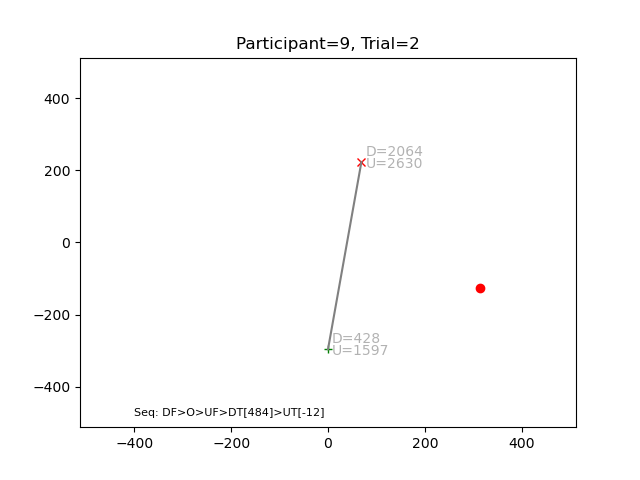 Participant=9, Trial=2
400
200
0
−200
−400
D=2064
U=2630
D=428
U=1597
Seq: DF>O>UF>DT[484]>UT[-12]
−400
−200
0
200
400